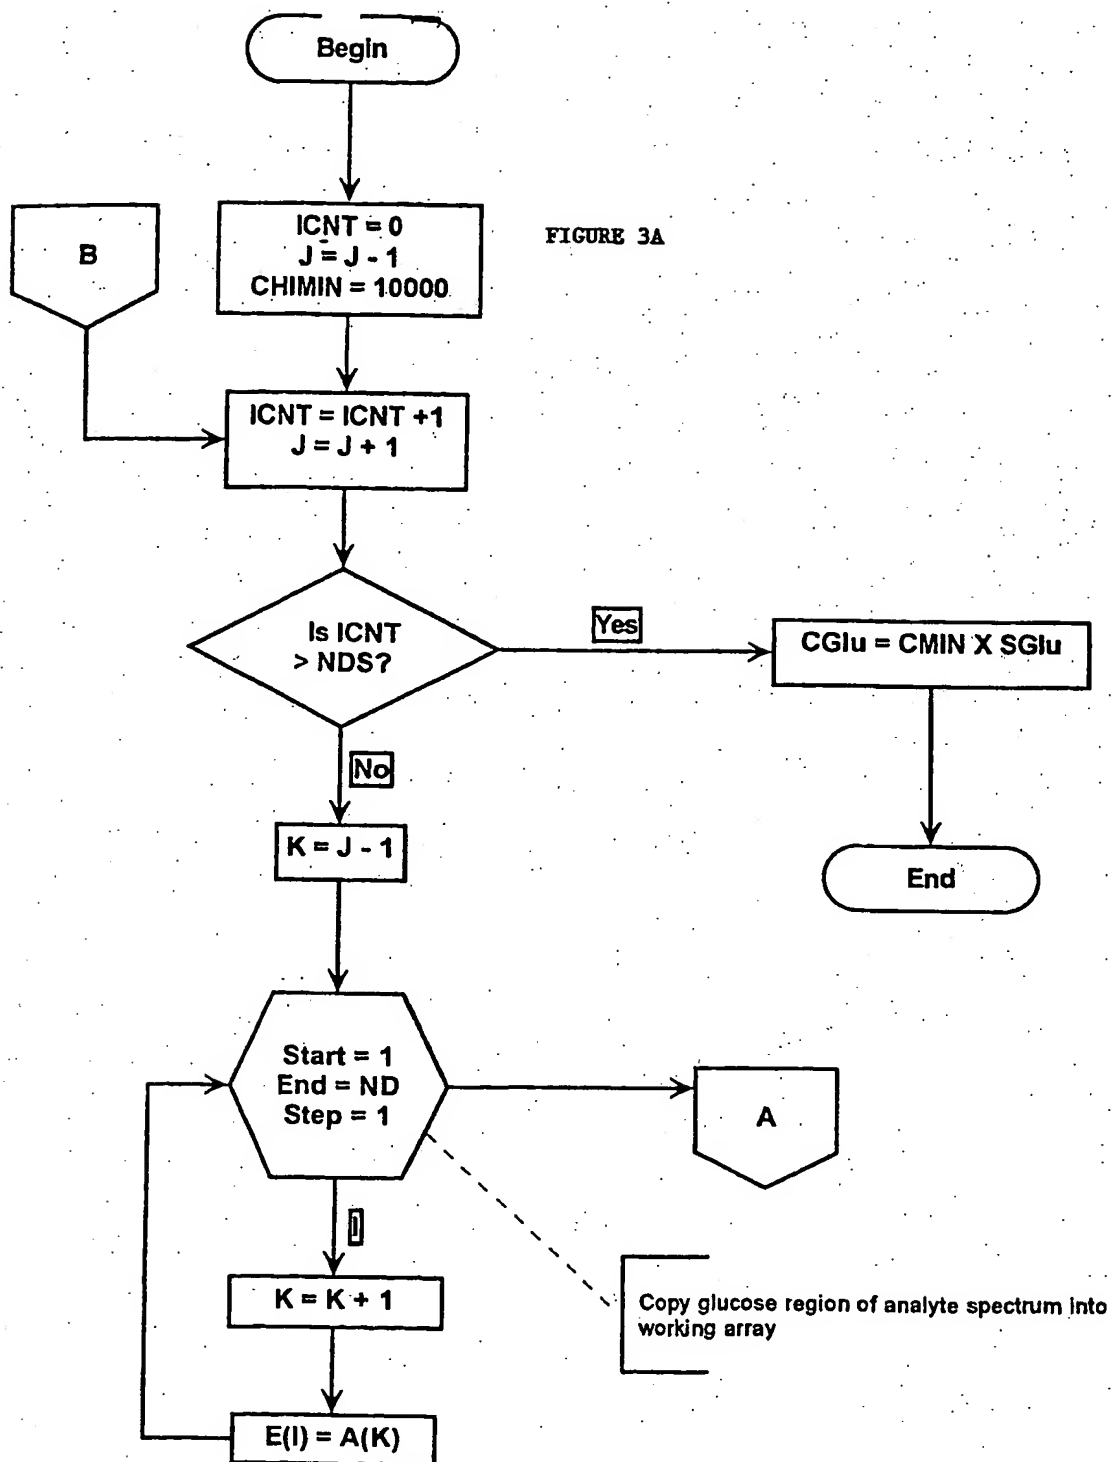 Begin
ICNT = 0
J = J - 1
CHIMIN = 10000
FIGURE 3A
B
ICNT = ICNT +1
J = J + 1
Is ICNT
> NDS?
Yes
CGlu = CMIN X SGlu
No
K = J - 1
End
Start = 1
End = ND
Step = 1
A
I
K = K + 1
Copy glucose region of analyte spectrum into
working array
E(I) = A(K)